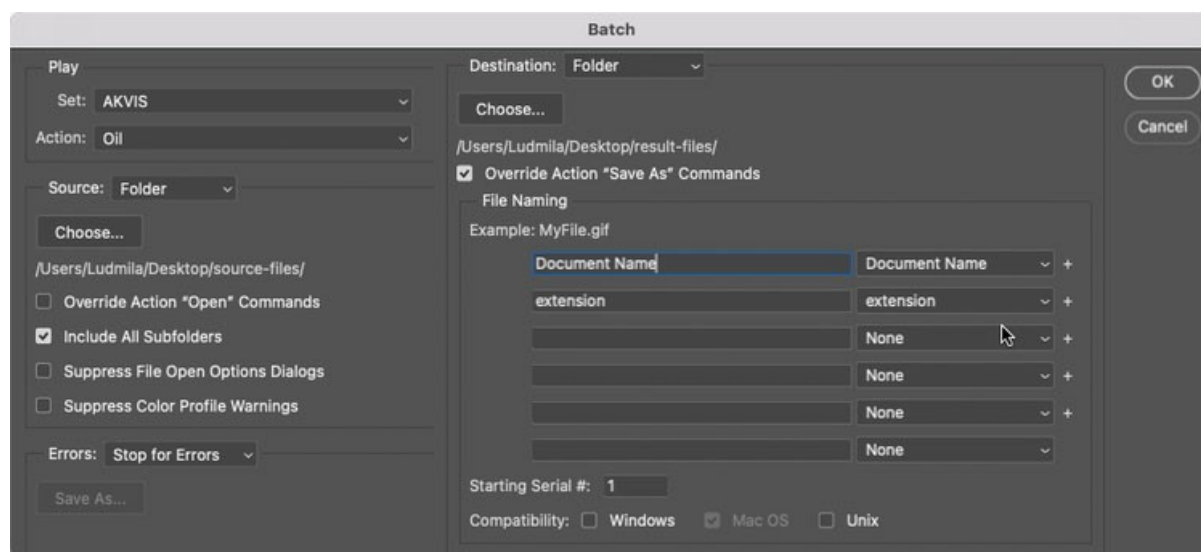 Batch
Play
Set: AKVIS
Action: Oil
Source: Folder
Choose...
/Users/Ludmila/Desktop/source-files/
Override Action "Open" Commands
Include All Subfolders
Suppress File Open Options Dialogs
Suppress Color Profile Warnings
Errors: Stop for Errors
Save As...
Destination: Folder
Choose...
/Users/Ludmila/Desktop/result-files/
Override Action "Save As" Commands
File Naming
Example: MyFile.gif
Document Name Document Name +
extension extension +
None +
None +
None +
None
Starting Serial #: 1
Compatibility: Windows Mac OS Unix
OK
Cancel